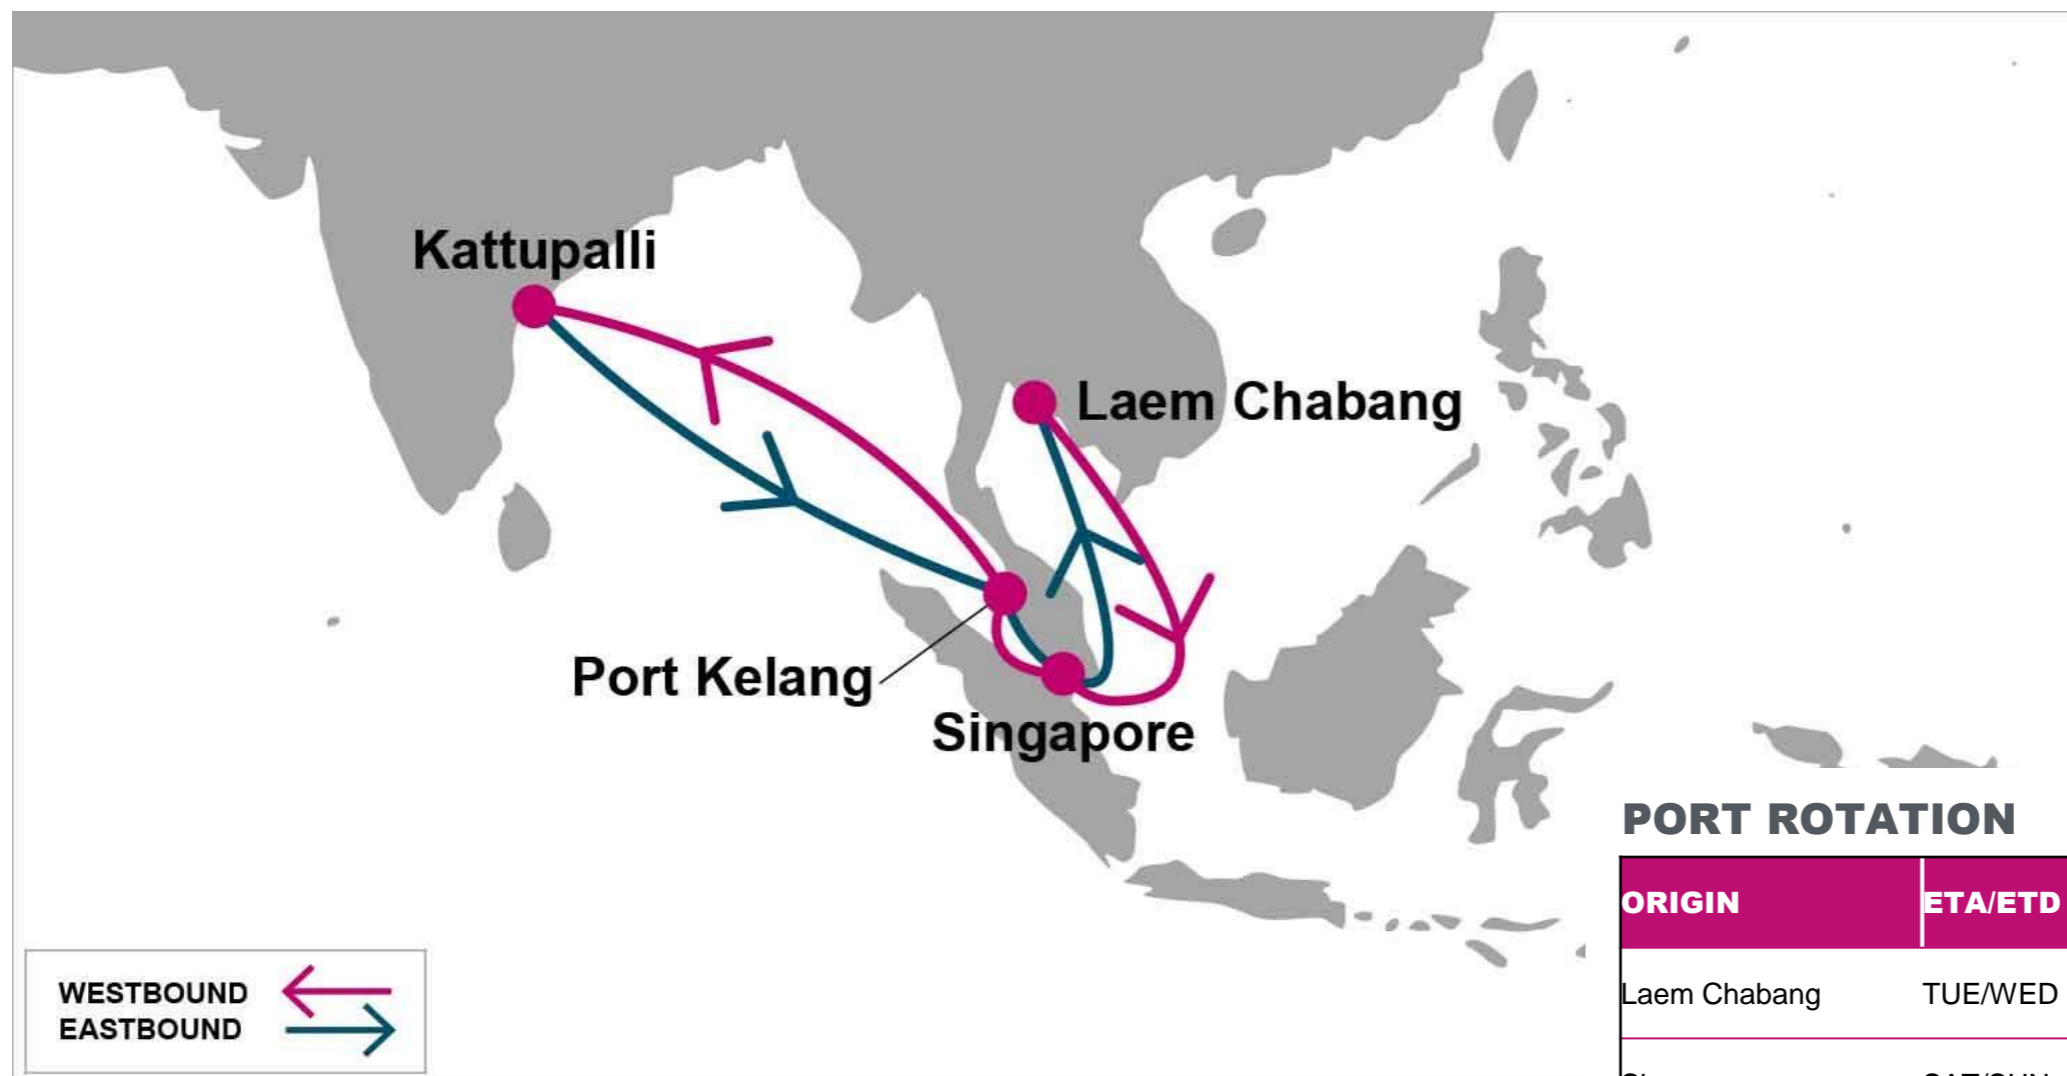 Kattupalli
Laem Chabang
Port Kelang
Singapore
WESTBOUND
EASTBOUND
PORT ROTATION
ORIGIN ETA/ETD
Laem Chabang TUE/WED